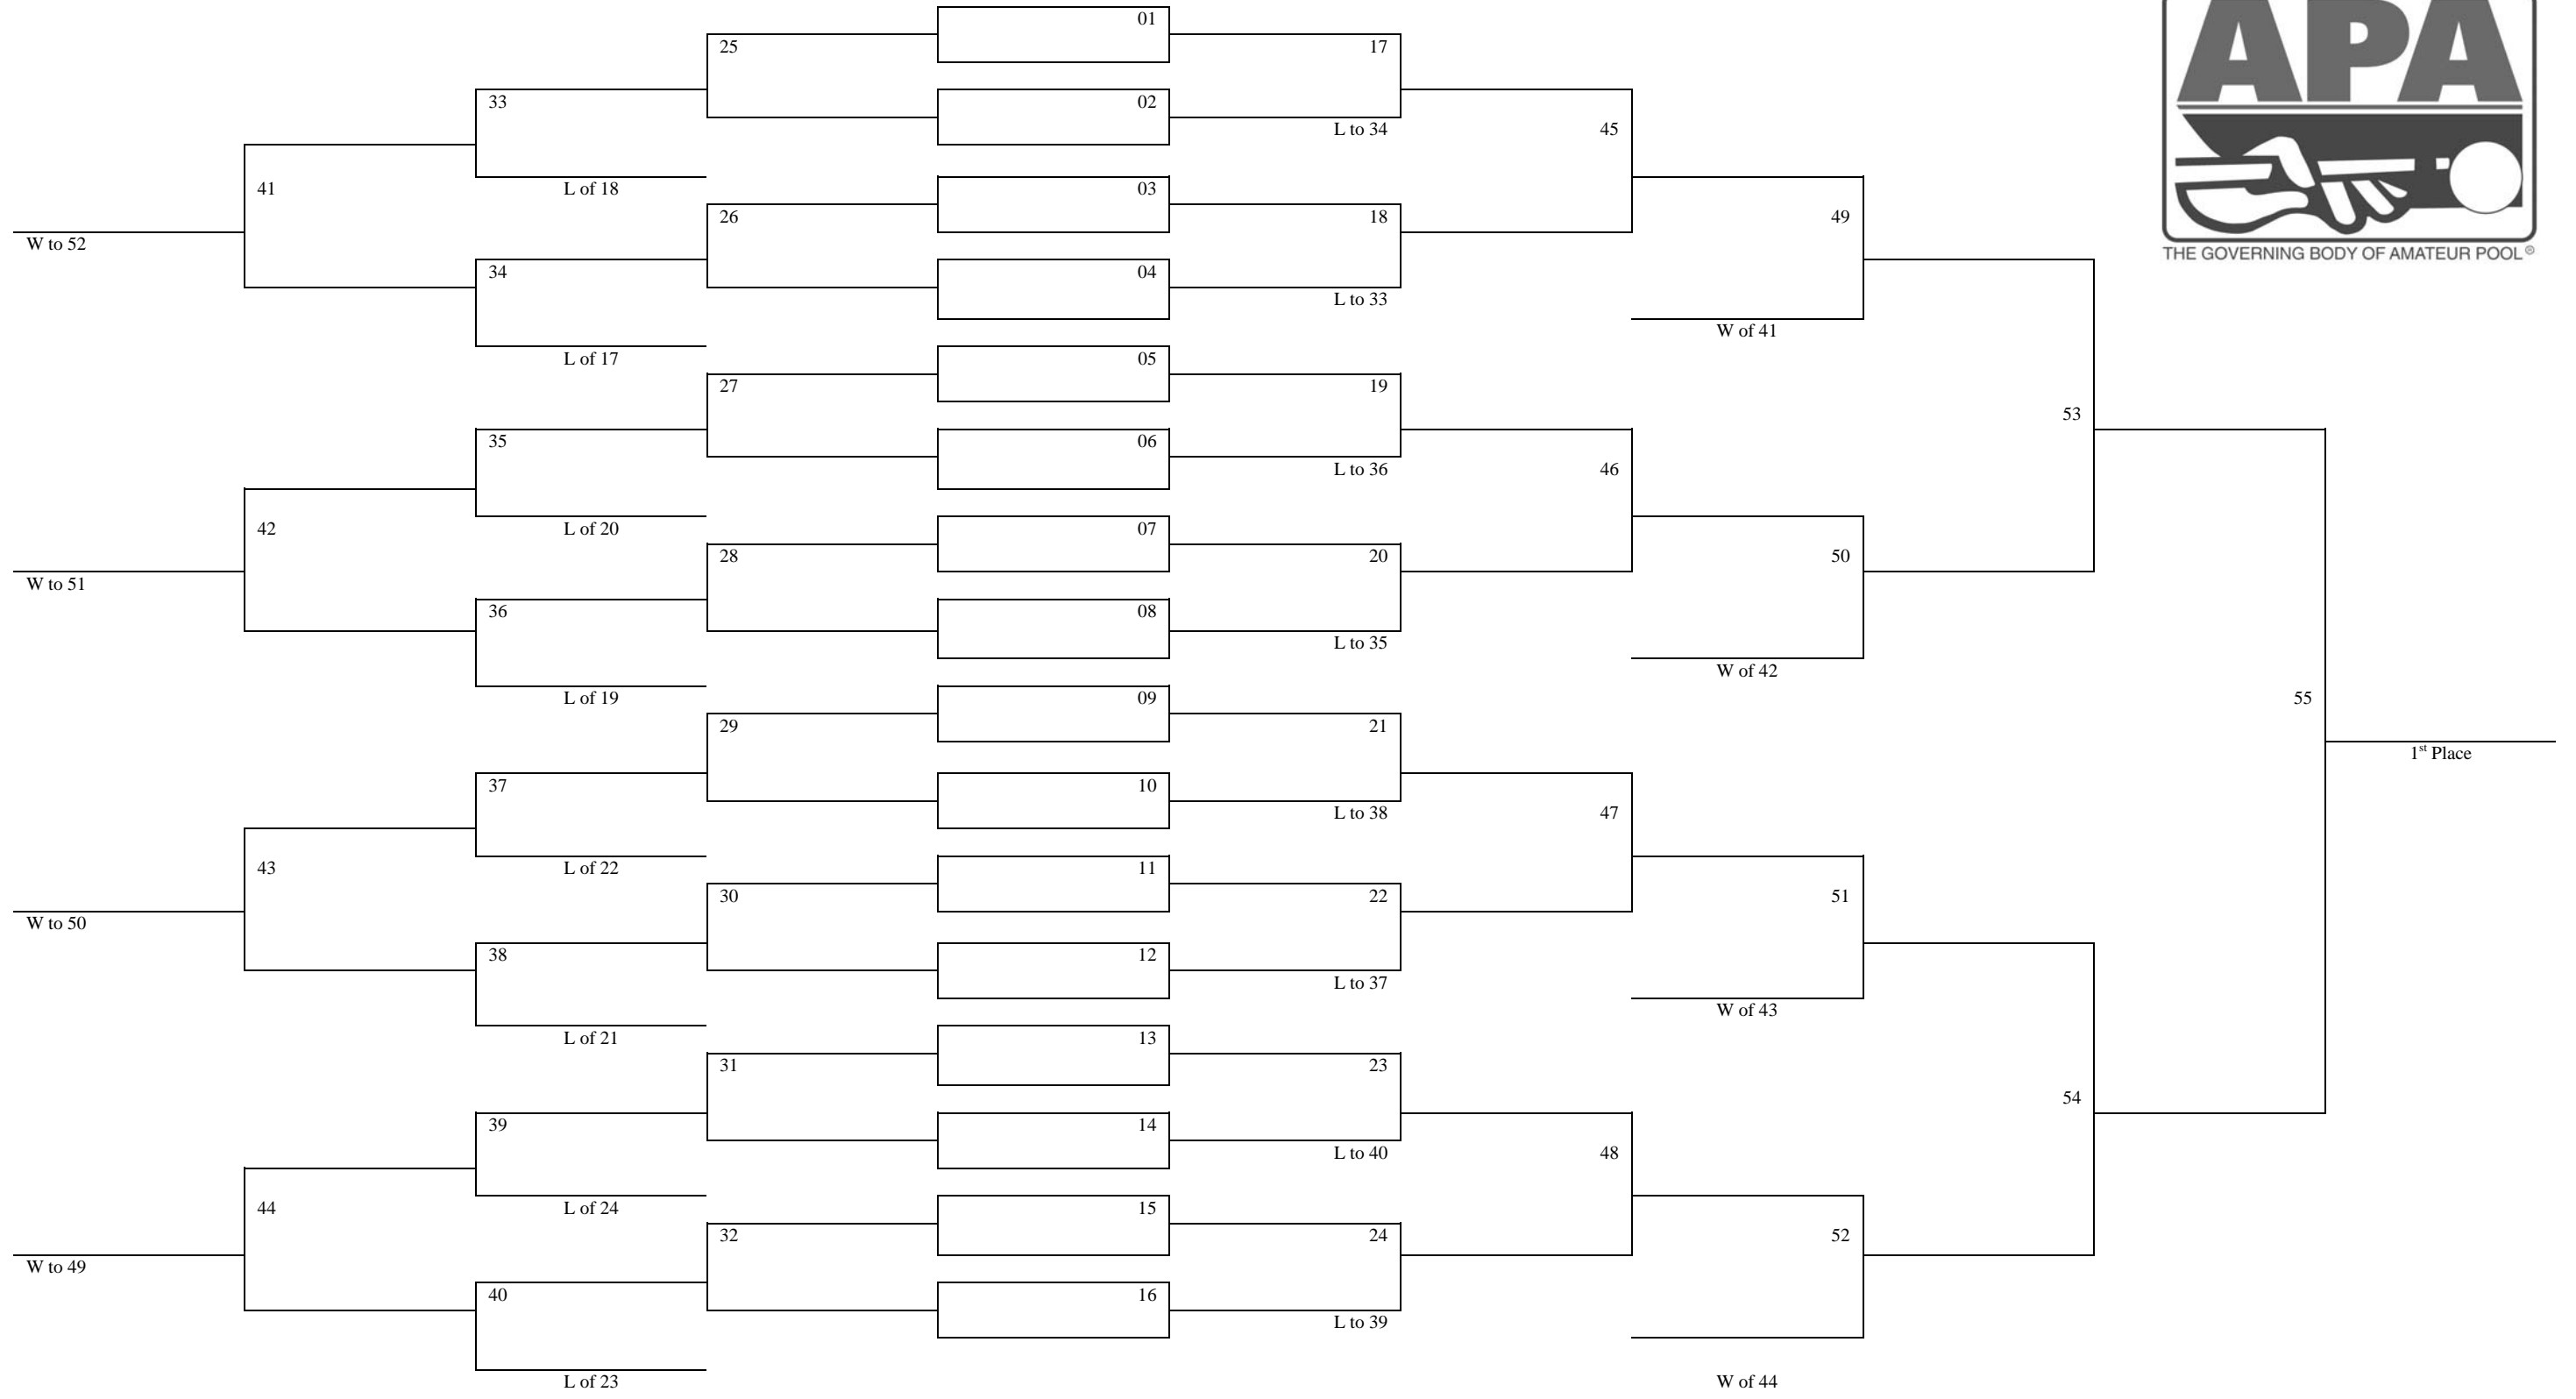 APA
THE GOVERNING BODY OF AMATEUR POOL®
01
25
17
33
02
L to 34
45
41
L of 18
03
26
18
49
W to 52
34
04
L to 33
W of 41
L of 17
05
27
19
53
35
06
L to 36
46
42
L of 20
07
28
20
50
W to 51
36
08
L to 35
W of 42
L of 19
09
55
29
21
1st Place
37
10
L to 38
47
43
L of 22
11
30
22
51
W to 50
38
12
L to 37
W of 43
L of 21
13
31
23
54
39
14
L to 40
48
44
L of 24
15
32
24
52
W to 49
40
16
L to 39
L of 23
W of 44